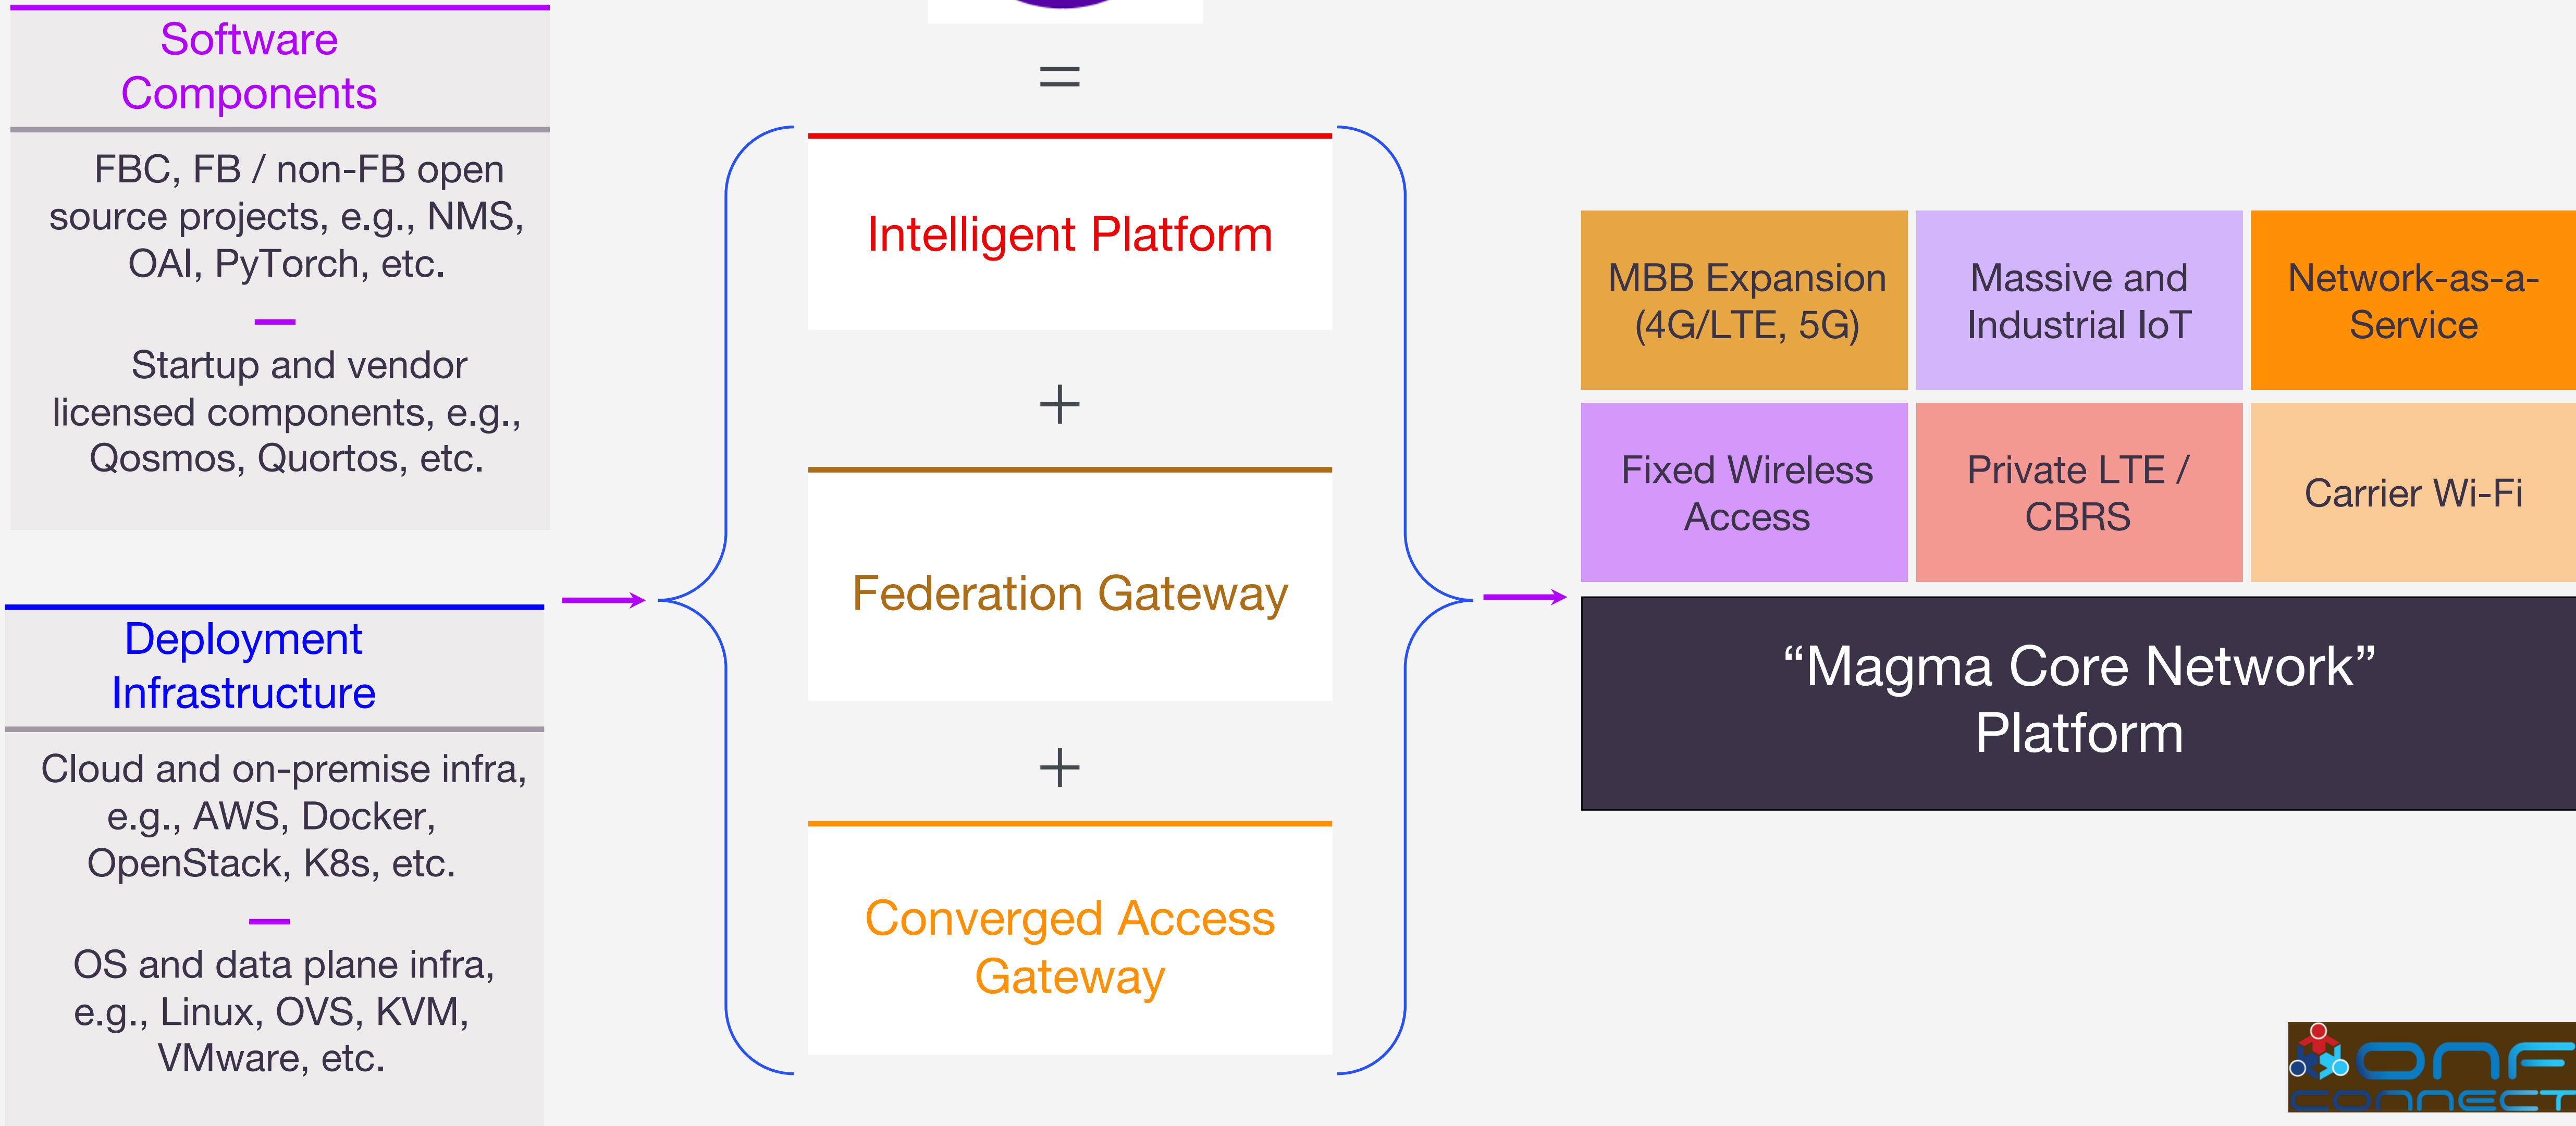 Software
Components
FBC, FB / non-FB open
source projects, e.g., NMS,
OAI, PyTorch, etc.
Startup and vendor
licensed components, e.g.,
Qosmos, Quortos, etc.
Deployment
Infrastructure
Cloud and on-premise infra,
e.g., AWS, Docker,
OpenStack, K8s, etc.
OS and data plane infra,
e.g., Linux, OVS, KVM,
VMware, etc.
=
Intelligent Platform
+
Federation Gateway
+
Converged Access
Gateway
MBB Expansion
(4G/LTE, 5G)
Massive and
Industrial IoT
Network-as-a-
Service
Fixed Wireless
Access
Private LTE /
CBRS
Carrier Wi-Fi
“Magma Core Network”
Platform
ONF
CONNECT